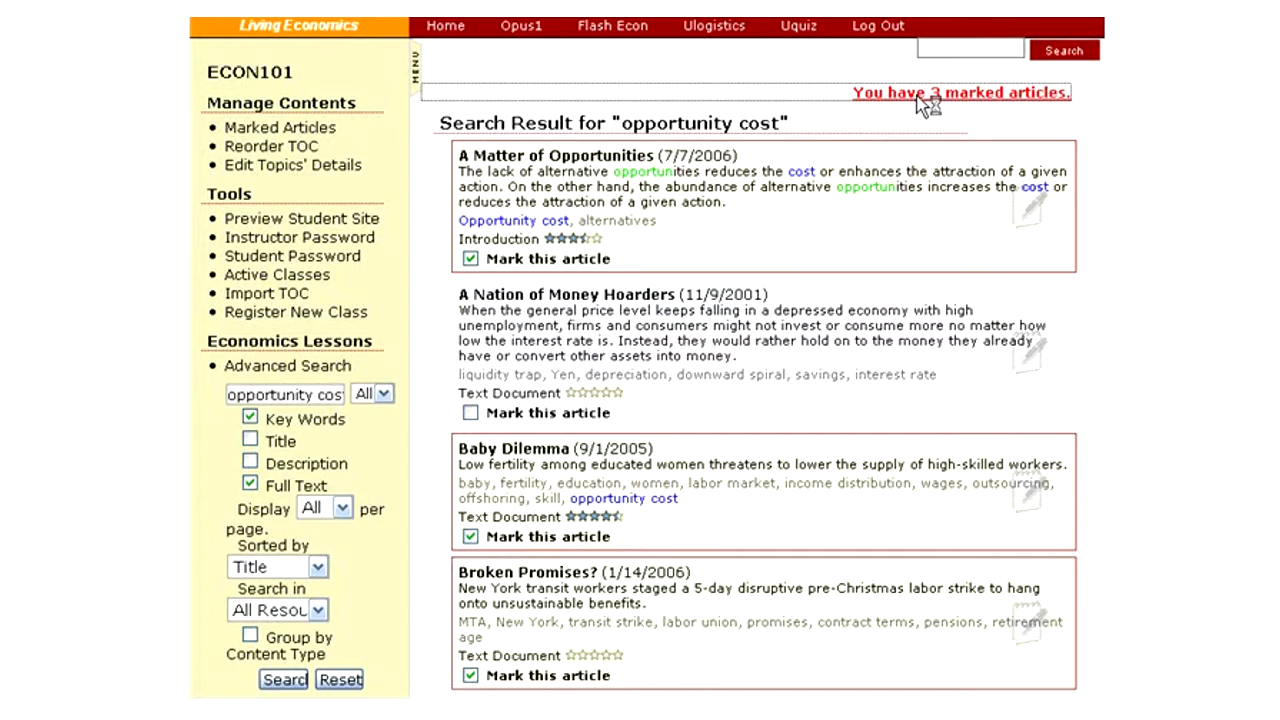 Living Economics
Home Opus1 Flash Econ Ulogistics Uquiz Log Out
Search
MENU
ECON101
Manage Contents
Marked Articles
Reorder TOC
Edit Topics' Details
Tools
Preview Student Site
Instructor Password
Student Password
Active Classes
Import TOC
Register New Class
Economics Lessons
Advanced Search
opportunity cos All
Key Words
Title
Description
Full Text
Display All per
page.
Sorted by
Title
Search in
All Resou
Group by
Content Type
Searc Reset
You have 3 marked articles.
Search Result for "opportunity cost"
A Matter of Opportunities (7/7/2006)
The lack of alternative opportunities reduces the cost or enhances the attraction of a given
action. On the other hand, the abundance of alternative opportunities increases the cost or
reduces the attraction of a given action.
Opportunity cost, alternatives
Introduction
Mark this article
A Nation of Money Hoarders (11/9/2001)
When the general price level keeps falling in a depressed economy with high
unemployment, firms and consumers might not invest or consume more no matter how
low the interest rate is. Instead, they would rather hold on to the money they already
have or convert other assets into money.
liquidity trap, Yen, depreciation, downward spiral, savings, interest rate
Text Document
Mark this article
Baby Dilemma (9/1/2005)
Low fertility among educated women threatens to lower the supply of high-skilled workers.
baby, fertility, education, women, labor market, income distribution, wages, outsourcing,
offshoring, skill, opportunity cost
Text Document
Mark this article
Broken Promises? (1/14/2006)
New York transit workers staged a 5-day disruptive pre-Christmas labor strike to hang
onto unsustainable benefits.
MTA, New York, transit strike, labor union, promises, contract terms, pensions, retirement
age
Text Document
Mark this article